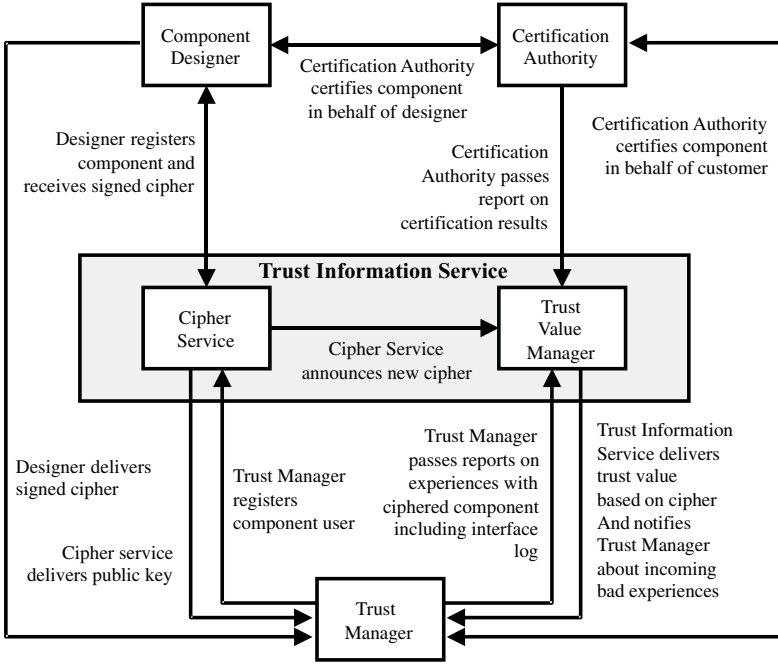 Component
Designer
Certification
Authority
Certification Authority
certifies component
in behalf of designer
Designer registers
component and
receives signed cipher
Certification
Authority passes
report on
certification results
Certification Authority
certifies component
in behalf of customer
Trust Information Service
Cipher
Service
Trust
Value
Manager
Cipher Service
announces new cipher
Designer delivers
signed cipher
Trust Manager
registers
component user
Cipher service
delivers public key
Trust Manager
passes reports on
experiences with
ciphered component
including interface
log
Trust Information
Service delivers
trust value
based on cipher
And notifies
Trust Manager
about incoming
bad experiences
Trust
Manager